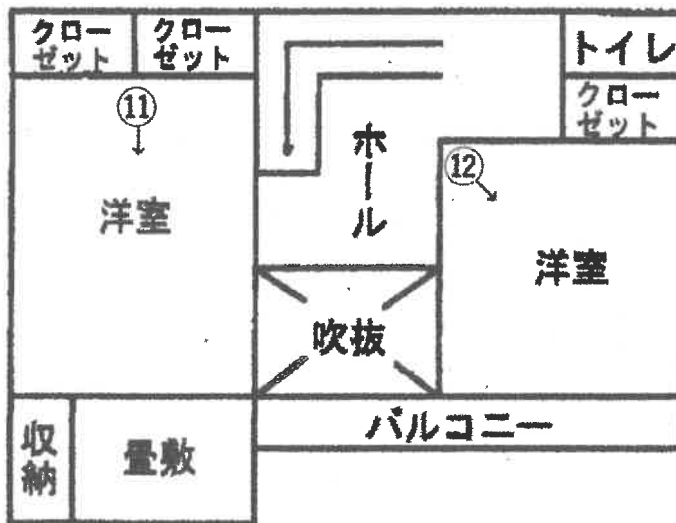 クロー
ゼット
クロー
ゼット
トイレ
クロー
ゼット
⑪
洋室
ホール
⑫
洋室
吹抜
バルコニー
収納
畳敷